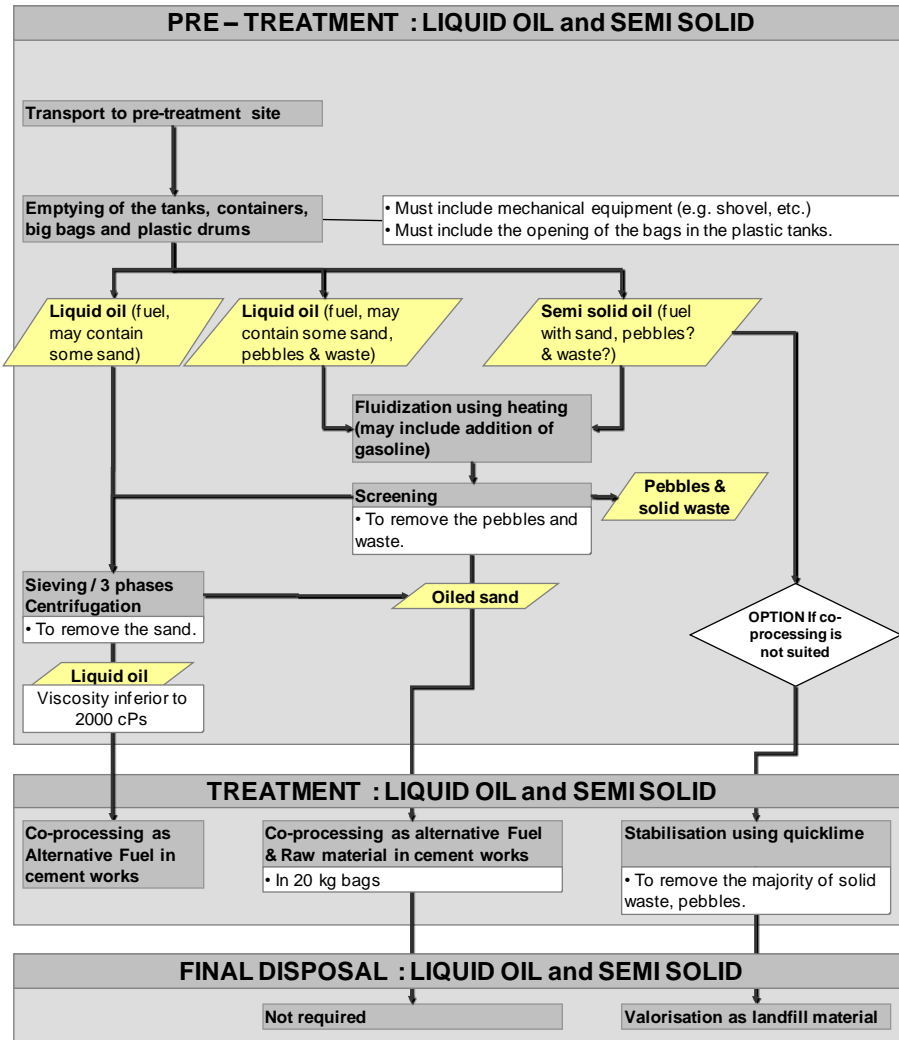 PRE – TREATMENT : LIQUID OIL and SEMI SOLID
Transport to pre-treatment site
Emptying of the tanks, containers,
big bags and plastic drums
• Must include mechanical equipment (e.g. shovel, etc.)
• Must include the opening of the bags in the plastic tanks.
Liquid oil (fuel,
may contain
some sand)
Liquid oil (fuel, may
contain some sand,
pebbles & waste)
Semi solid oil (fuel
with sand, pebbles?
& waste?)
Fluidization using heating
(may include addition of
gasoline)
Screening
• To remove the pebbles and
waste.
Pebbles &
solid waste
Sieving / 3 phases
Centrifugation
• To remove the sand.
Oiled sand
OPTION If co-
processing is
not suited
Liquid oil
Viscosity inferior to
2000 cPs
TREATMENT : LIQUID OIL and SEMI SOLID
Co-processing as
Alternative Fuel in
cement works
Co-processing as alternative Fuel
& Raw material in cement works
• In 20 kg bags
Stabilisation using quicklime
• To remove the majority of solid
waste, pebbles.
FINAL DISPOSAL : LIQUID OIL and SEMI SOLID
Not required
Valorisation as landfill material